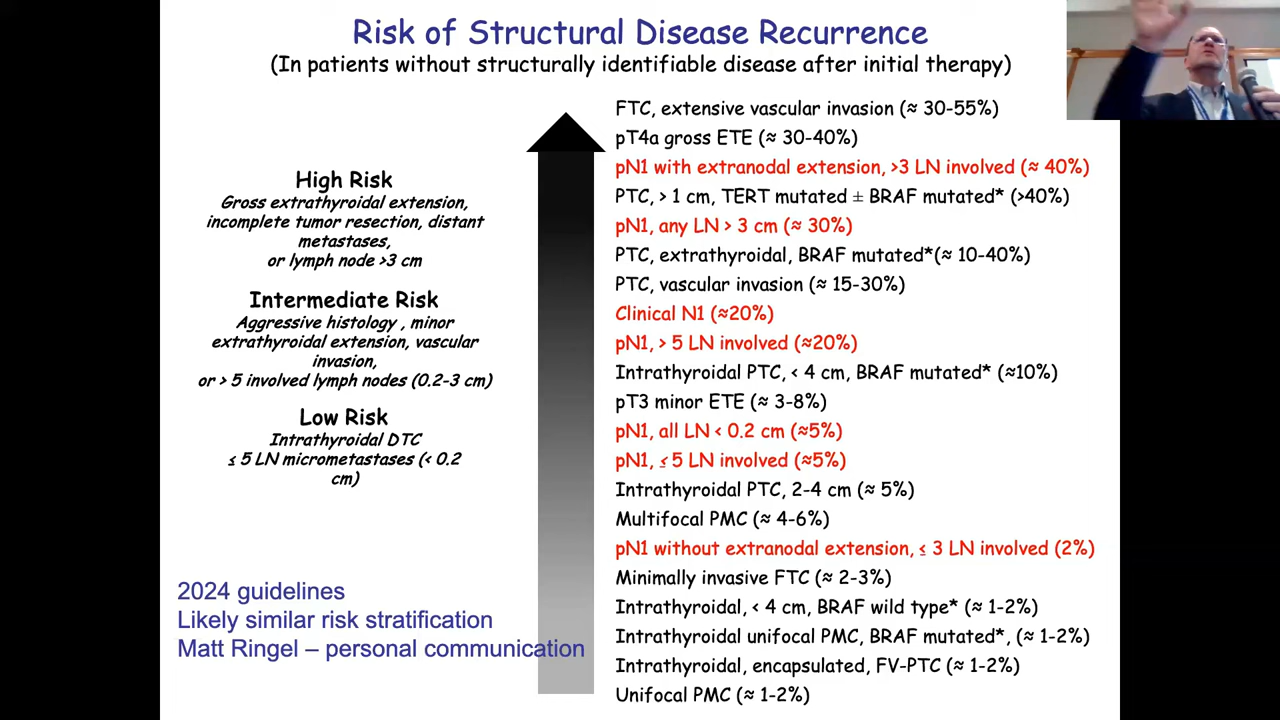 Risk of Structural Disease Recurrence
(In patients without structurally identifiable disease after initial therapy)
High Risk
Gross extrathyroidal extension,
incomplete tumor resection, distant
metastases,
or lymph node >3 cm
Intermediate Risk
Aggressive histology , minor
extrathyroidal extension, vascular
invasion,
or > 5 involved lymph nodes (0.2-3 cm)
Low Risk
Intrathyroidal DTC
≤ 5 LN micrometastases (< 0.2
cm)
2024 guidelines
Likely similar risk stratification
Matt Ringel – personal communication
FTC, extensive vascular invasion (≈ 30-55%)
pT4a gross ETE (≈ 30-40%)
pN1 with extranodal extension, >3 LN involved (≈ 40%)
PTC, > 1 cm, TERT mutated ± BRAF mutated* (>40%)
pN1, any LN > 3 cm (≈ 30%)
PTC, extrathyroidal, BRAF mutated*(≈ 10-40%)
PTC, vascular invasion (≈ 15-30%)
Clinical N1 (≈20%)
pN1, > 5 LN involved (≈20%)
Intrathyroidal PTC, < 4 cm, BRAF mutated* (≈10%)
pT3 minor ETE (≈ 3-8%)
pN1, all LN < 0.2 cm (≈5%)
pN1, ≤ 5 LN involved (≈5%)
Intrathyroidal PTC, 2-4 cm (≈ 5%)
Multifocal PMC (≈ 4-6%)
pN1 without extranodal extension, ≤ 3 LN involved (2%)
Minimally invasive FTC (≈ 2-3%)
Intrathyroidal, < 4 cm, BRAF wild type* (≈ 1-2%)
Intrathyroidal unifocal PMC, BRAF mutated*, (≈ 1-2%)
Intrathyroidal, encapsulated, FV-PTC (≈ 1-2%)
Unifocal PMC (≈ 1-2%)